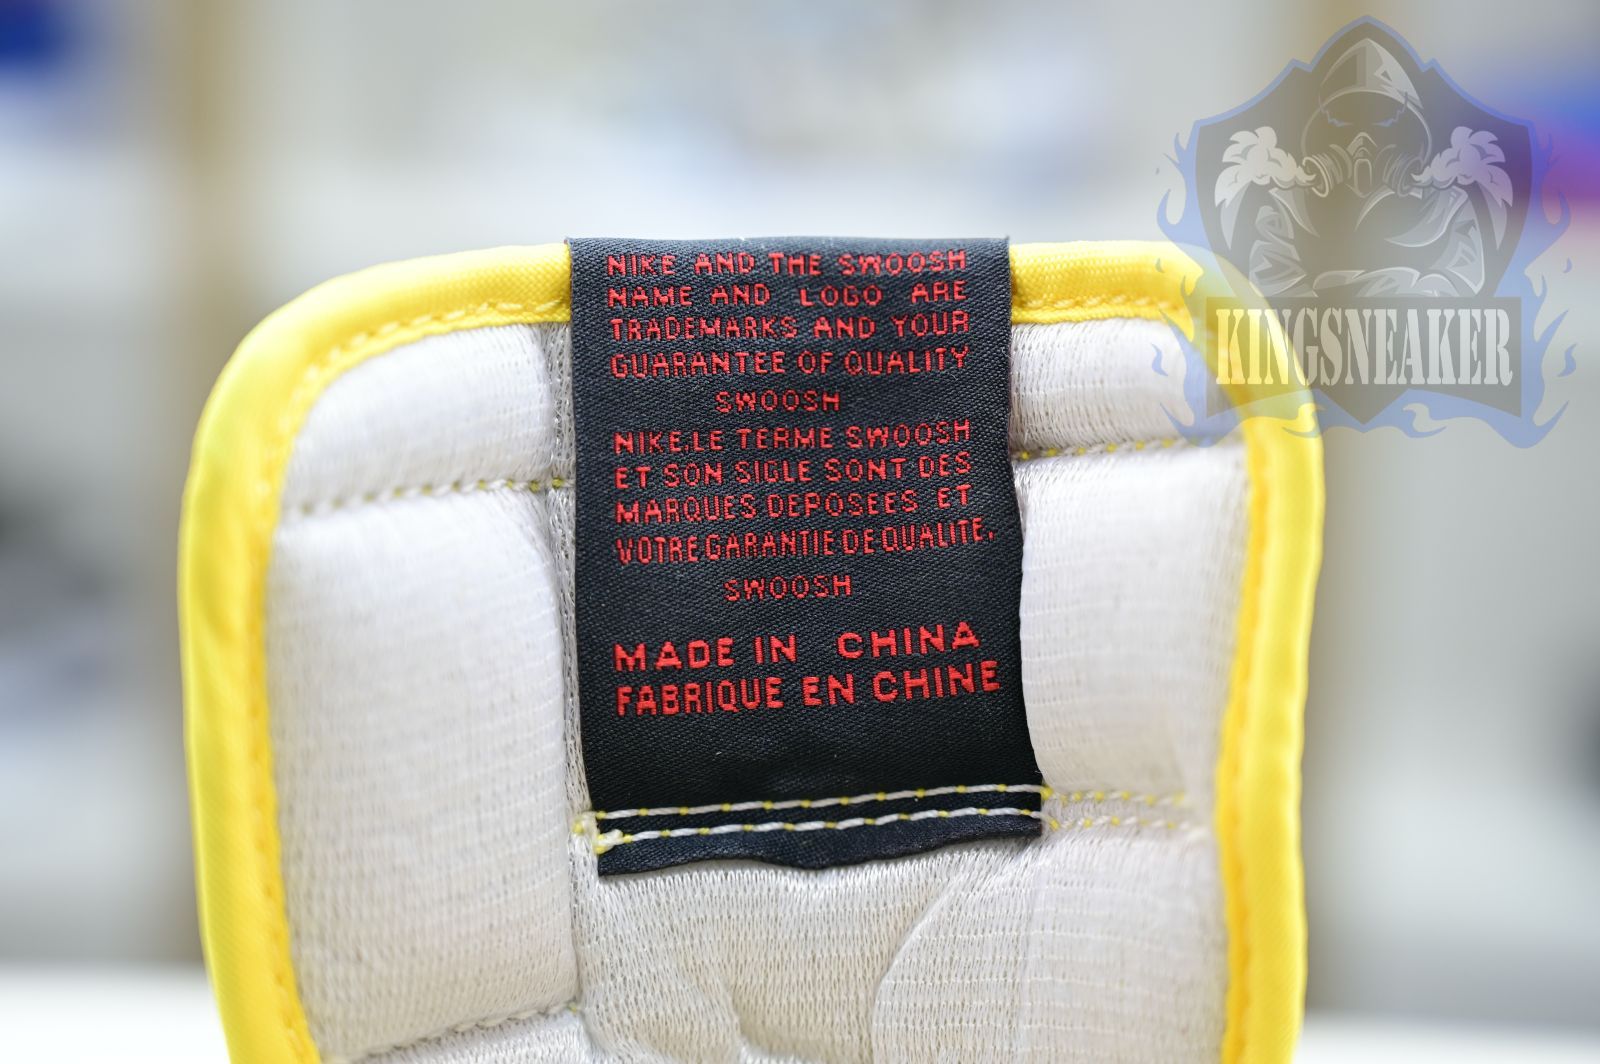 NIKE AND THE SWOOSH
NAME AND LOGO ARE
TRADEMARKS AND YOUR
GUARANTEE OF QUALITY
SWOOSH
NIKE.LE TERME SWOOSH
ET SON SIGLE SONT DES
MARQUES DEPOSEES ET
VOTRE GARANTIE DE QUALITE.
SWOOSH
MADE IN CHINA
FABRIQUE EN CHINE
KINGSNEAKER